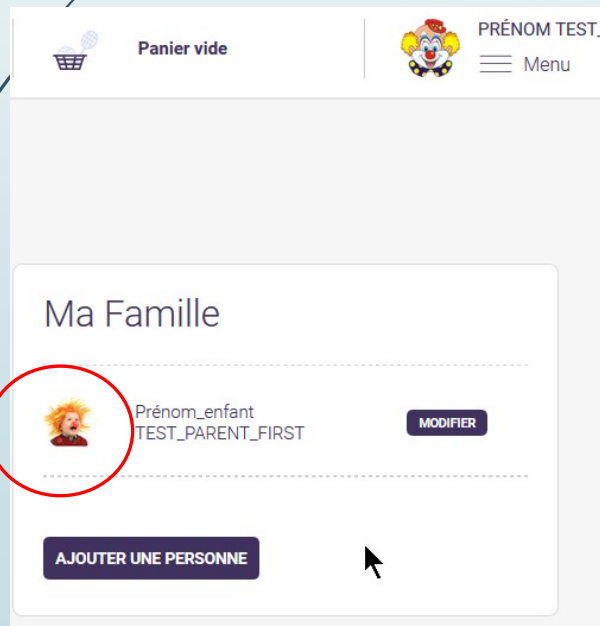 Panier vide
PRÉNOM TEST_
Menu
Ma Famille
Prénom_enfant
TEST_PARENT_FIRST
MODIFIER
AJOUTER UNE PERSONNE